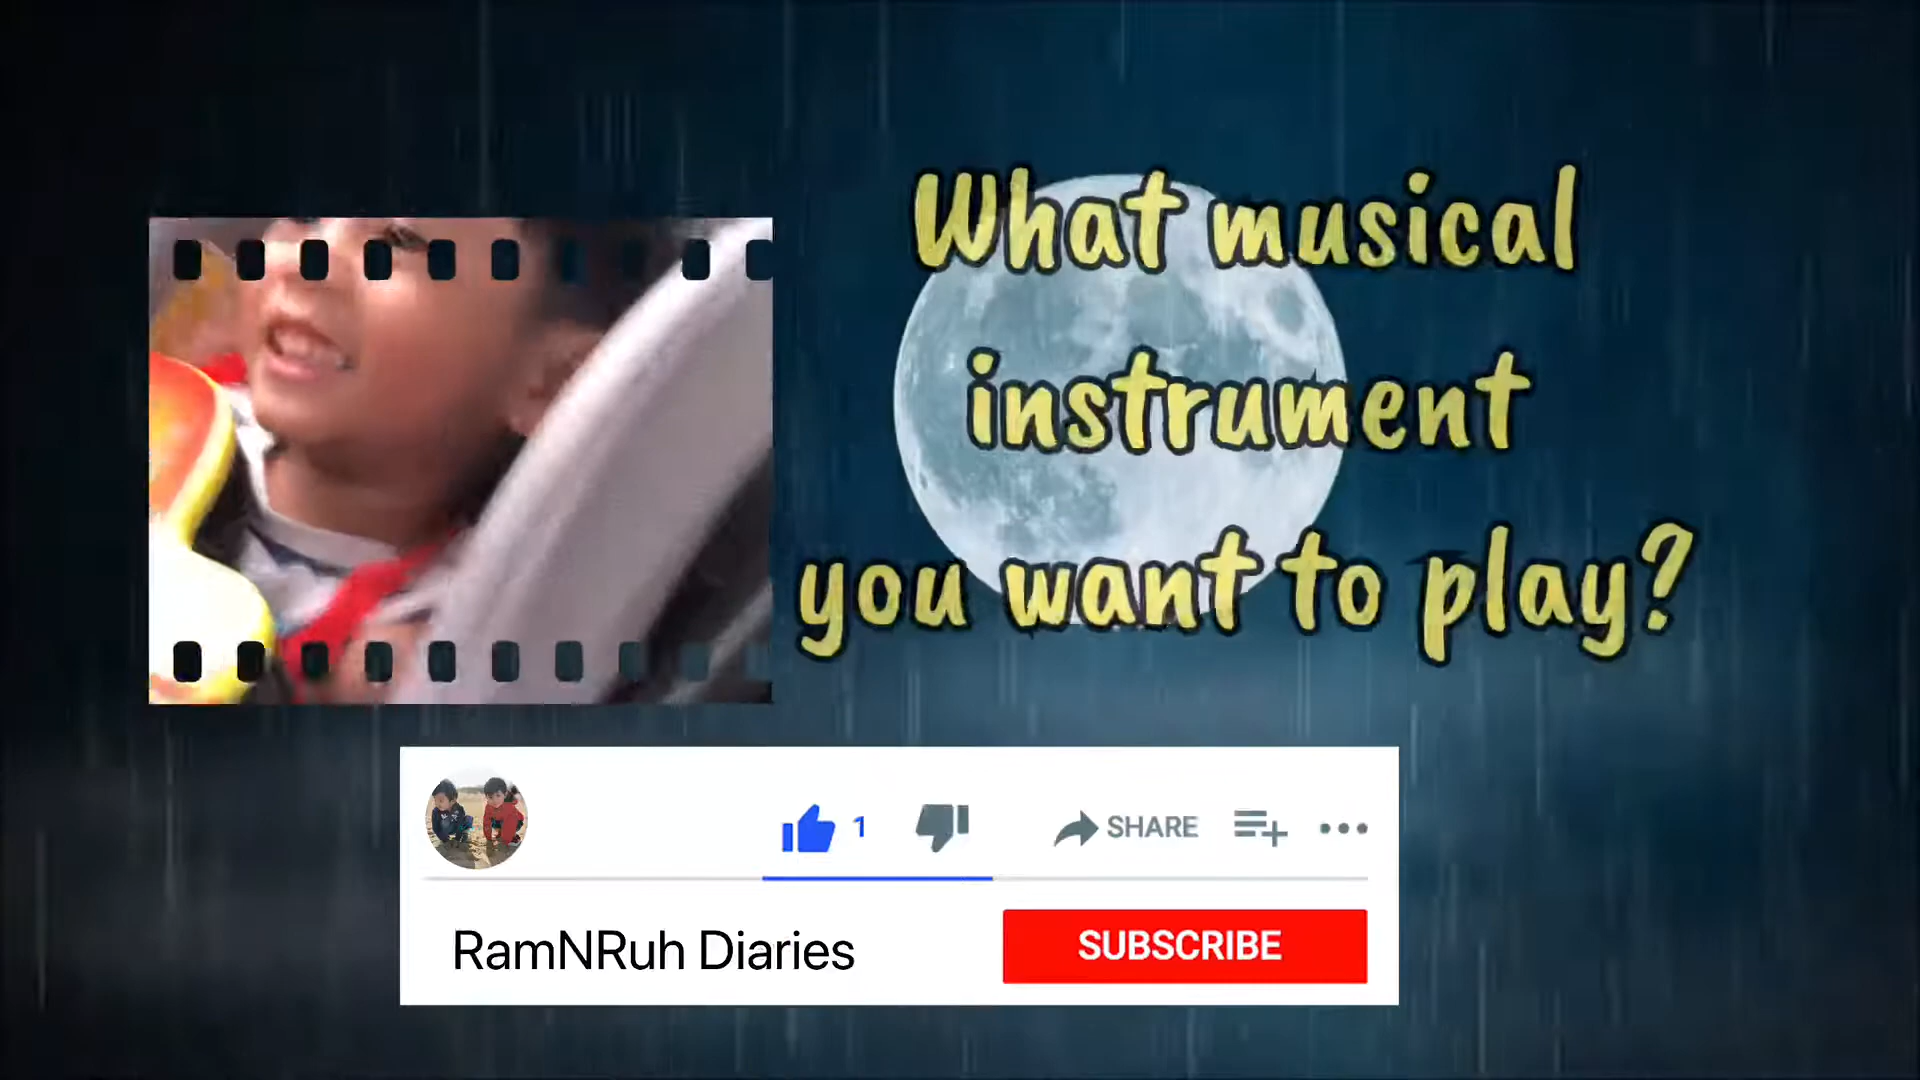 What musical
instrument
you want to play?
1
SHARE
RamNRuh Diaries
SUBSCRIBE